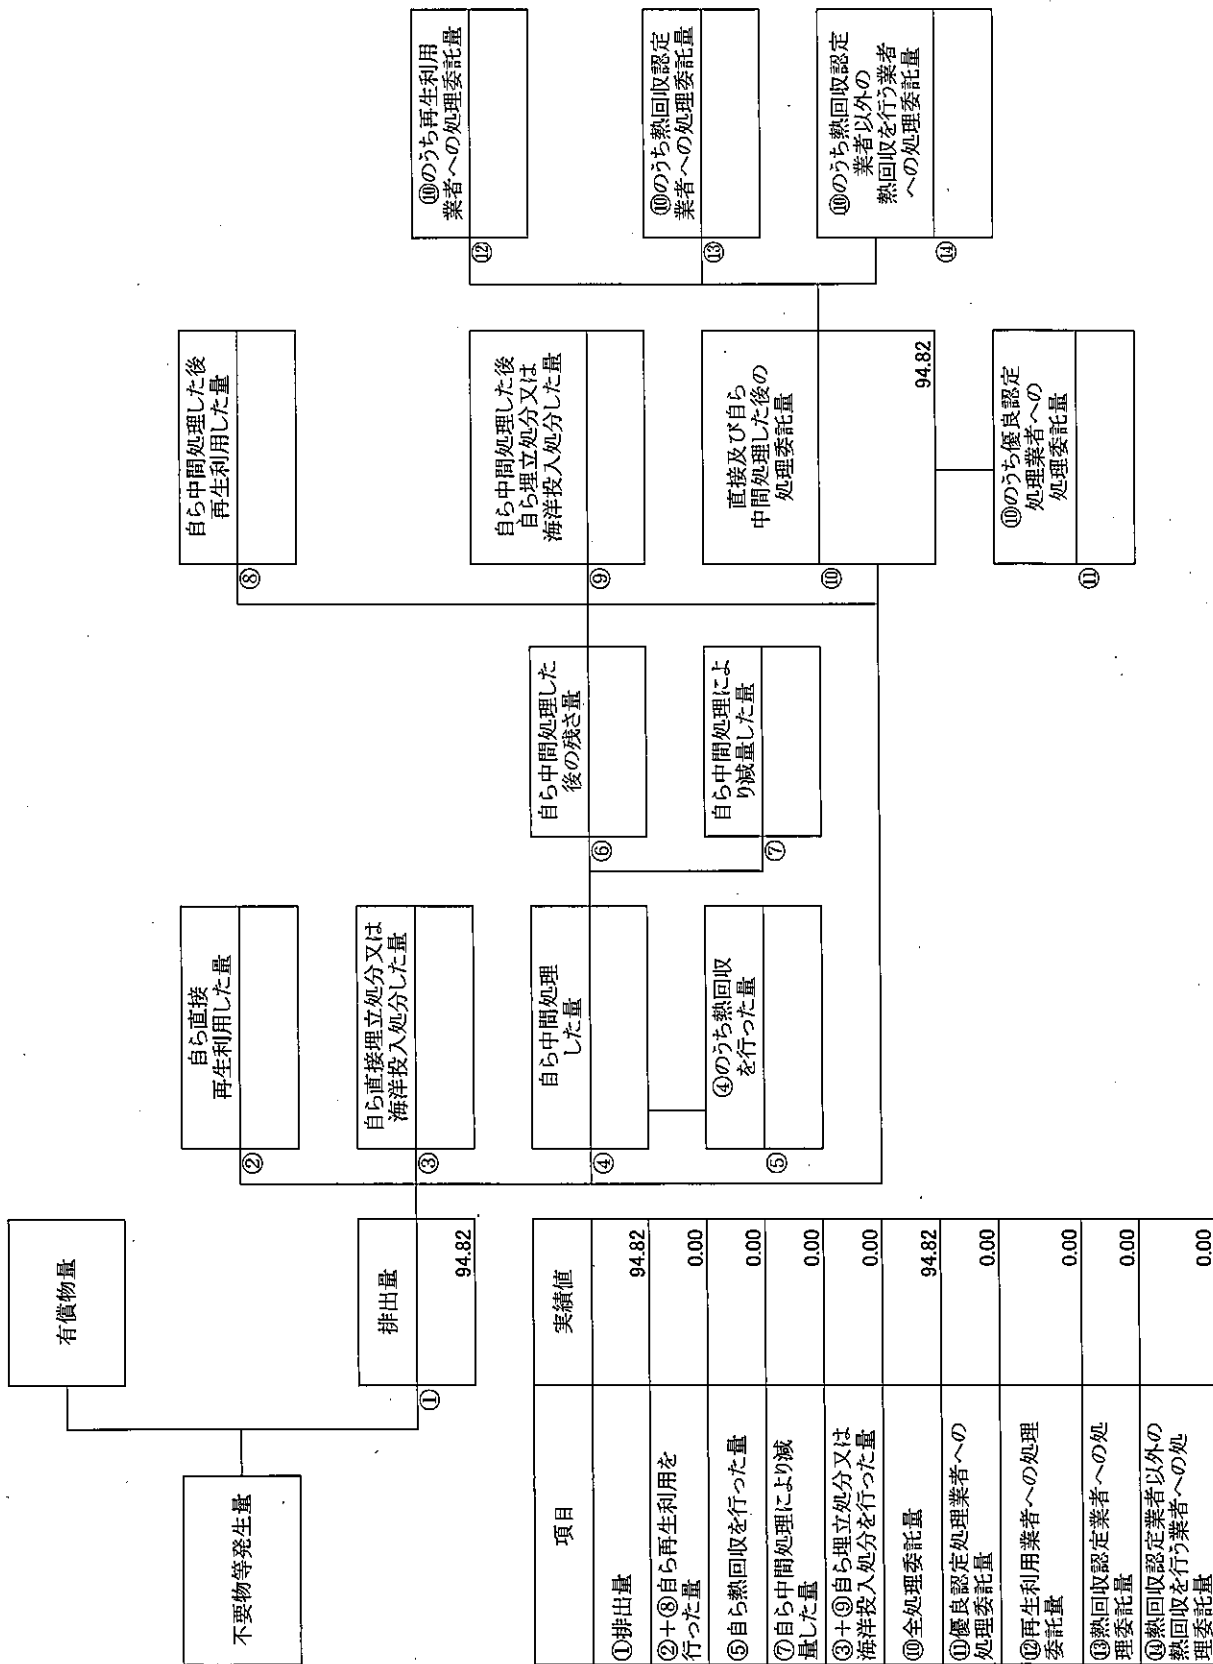 不要物等発生量
有償物量
①
排出量
94.82
②
自ら直接
再生利用した量
③
自ら直接埋立処分又は
海洋投入処分した量
④
自ら中間処理
した量
⑤
④のうち熱回収
を行った量
⑥
自ら中間処理した
後の残さ量
⑦
自ら中間処理によ
り減量した量
⑧
自ら中間処理した後
再生利用した量
⑨
自ら中間処理した後
自ら埋立処分又は
海洋投入処分した量
⑩
直接及び自ら
中間処理した後の
処理委託量
94.82
⑪
⑩のうち優良認定
処理業者への
処理委託量
⑫
⑩のうち再生利用
業者への処理委託量
⑬
⑩のうち熱回収認定
業者への処理委託量
⑭
⑩のうち熱回収認定
業者以外の
熱回収を行う業者
への処理委託量
項目 実績値
①排出量 94.82
②+⑧自ら再生利用を
行った量 0.00
⑤自ら熱回収を行った量 0.00
⑦自ら中間処理により減
量した量 0.00
③+⑨自ら埋立処分又は
海洋投入処分を行った量 0.00
⑩全処理委託量 94.82
⑪優良認定処理業者への
処理委託量 0.00
⑫再生利用業者への処理
委託量 0.00
⑬熱回収認定業者への処
理委託量 0.00
⑭熱回収認定業者以外の
熱回収を行う業者への処
理委託量 0.00